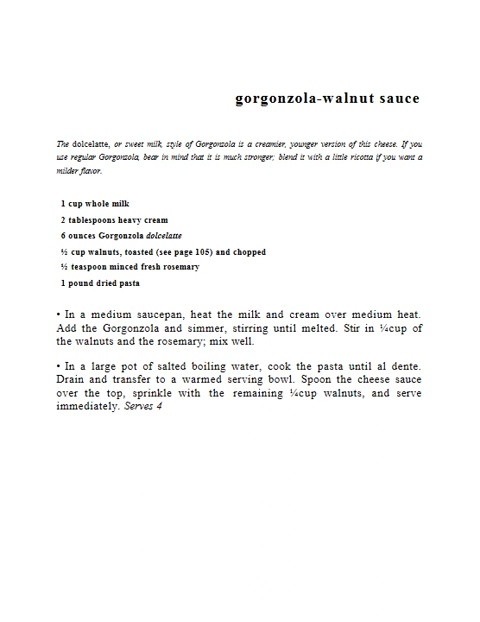 gorgonzola-walnut sauce
The dolcelatte, or sweet milk, style of Gorgonzola is a creamier, younger version of this cheese. If you
use regular Gorgonzola, bear in mind that it is much stronger; blend it with a little ricotta if you want a
milder flavor.
1 cup whole milk
2 tablespoons heavy cream
6 ounces Gorgonzola dolcelatte
½ cup walnuts, toasted (see page 105) and chopped
½ teaspoon minced fresh rosemary
1 pound dried pasta
• In a medium saucepan, heat the milk and cream over medium heat.
Add the Gorgonzola and simmer, stirring until melted. Stir in ¼cup of
the walnuts and the rosemary; mix well.
• In a large pot of salted boiling water, cook the pasta until al dente.
Drain and transfer to a warmed serving bowl. Spoon the cheese sauce
over the top, sprinkle with the remaining ¼cup walnuts, and serve
immediately. Serves 4